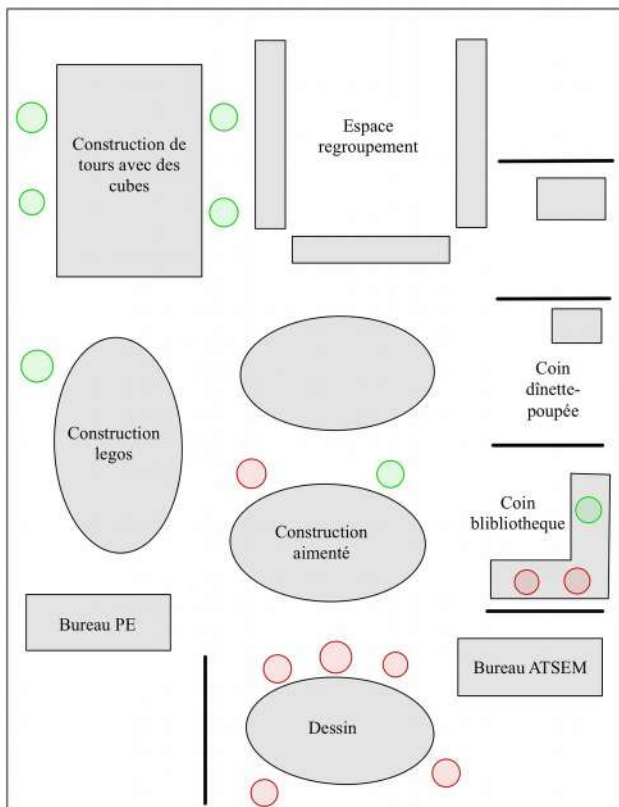 Construction de
tours avec des
cubes
Espace
regroupement
Coin
dînette-
poupée
Construction
legos
Coin
blibliotheque
Construction
aimenté
Bureau PE
Bureau ATSEM
Dessin